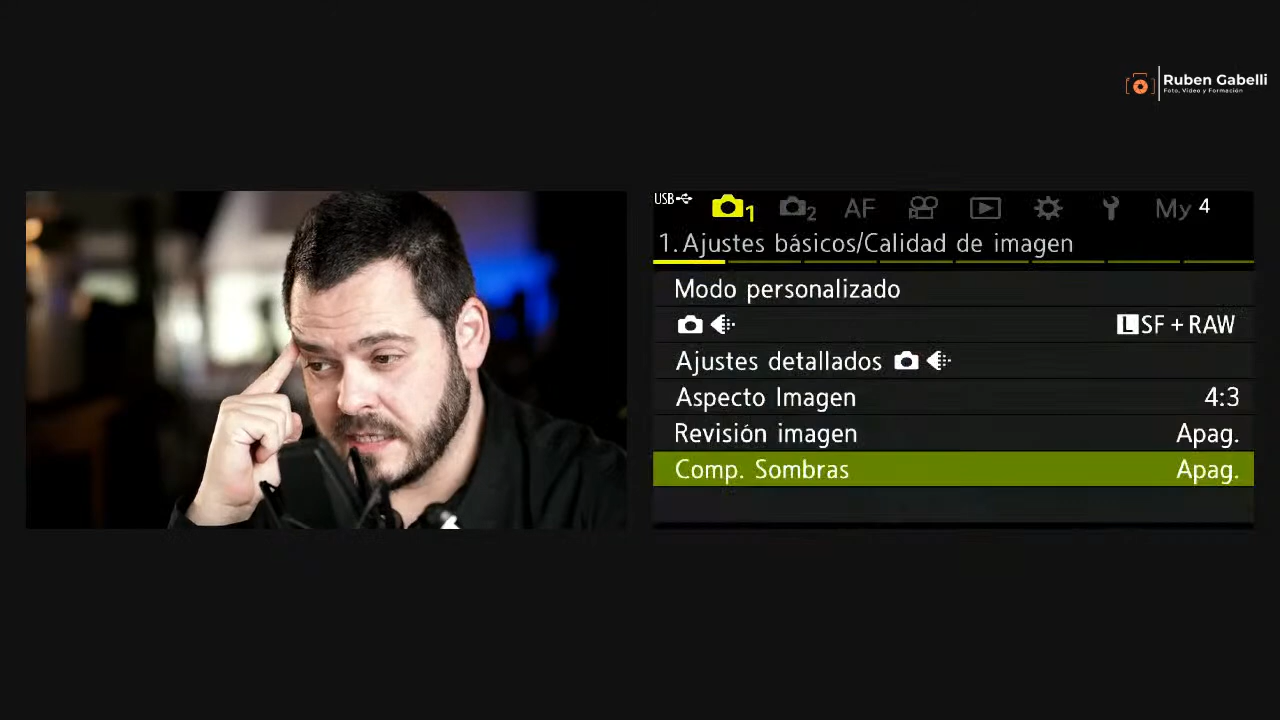 Ruben Gabelli
Foto, Vídeo y Formación
USB
1 2 AF My 4
1. Ajustes básicos/Calidad de imagen
Modo personalizado
L SF + RAW
Ajustes detallados
Aspecto Imagen 4:3
Revisión imagen Apag.
Comp. Sombras Apag.